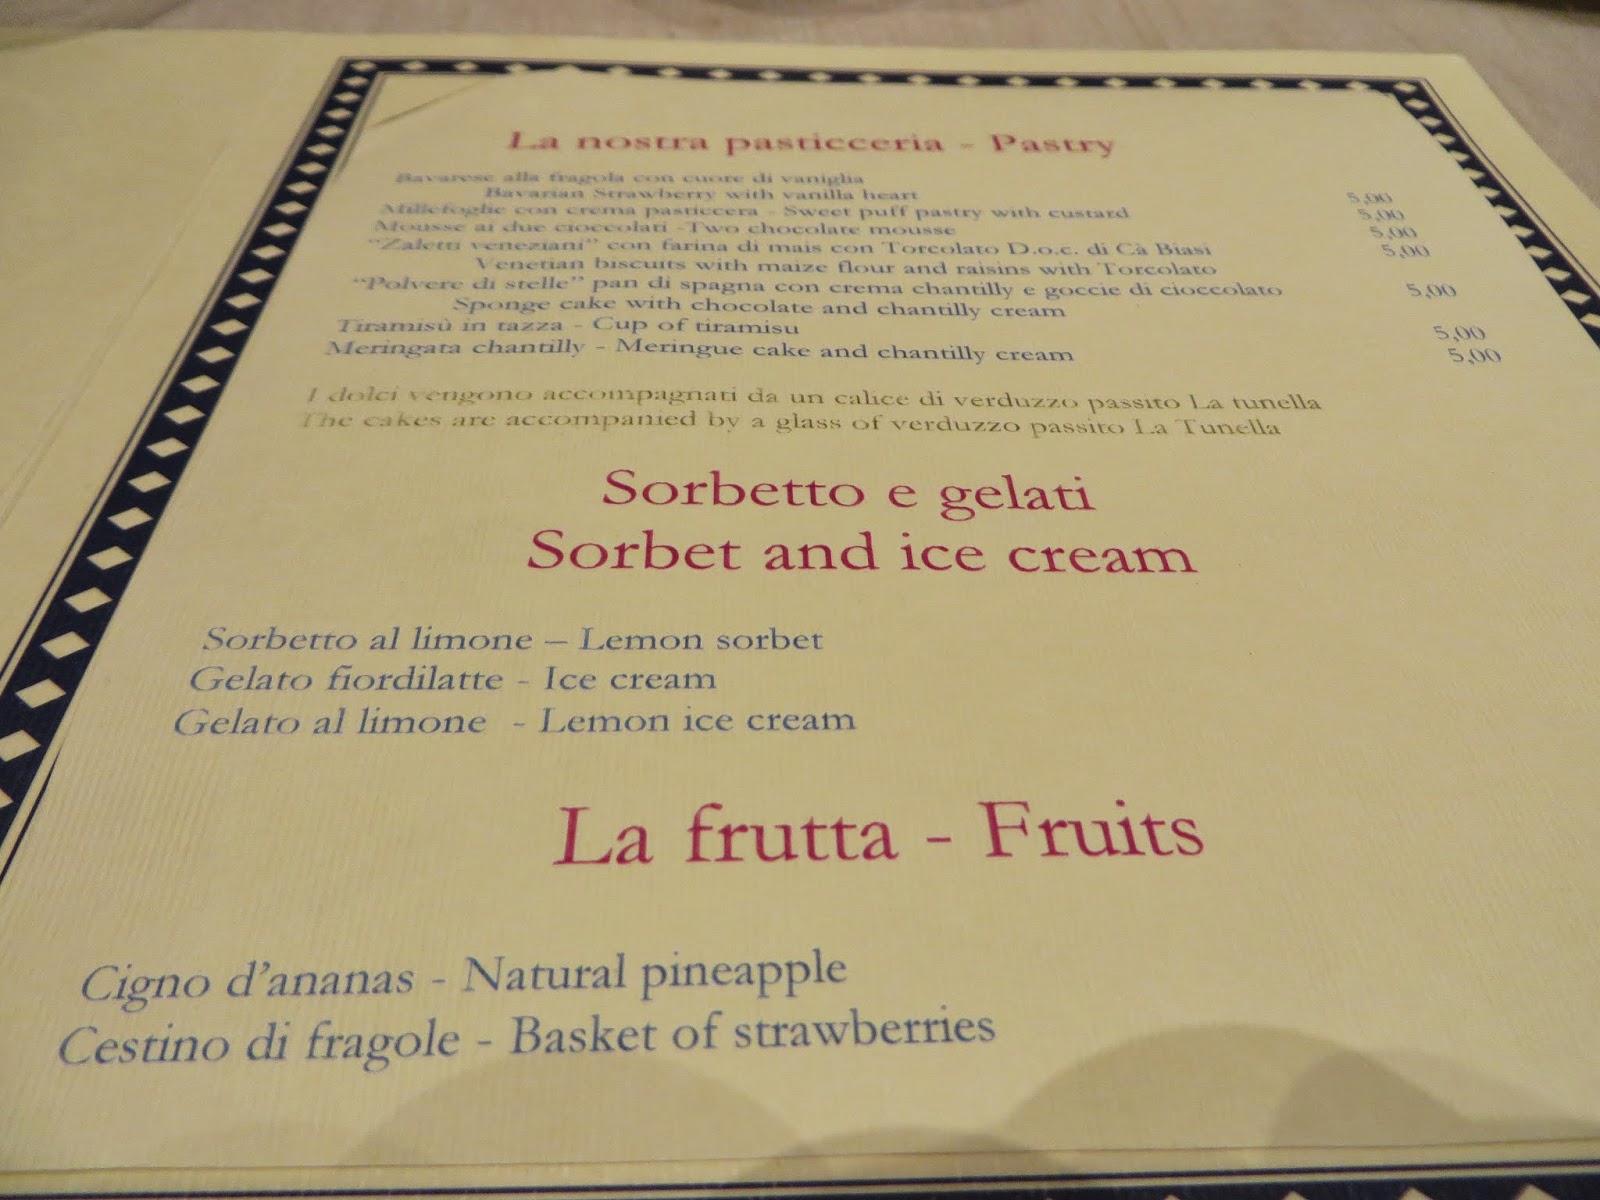 La nostra pasticceria - Pastry
Bavarese alla fragola con cuore di vaniglia
Bavarian Strawberry with vanilla heart 5,00
Millefoglie con crema pasticcera - Sweet puff pastry with custard 5,00
Mousse ai due cioccolati -Two chocolate mousse 5,00
“Zaletti veneziani” con farina di mais con Torcolato D.o.c. di Cà Biasi 5,00
Venetian biscuits with maize flour and raisins with Torcolato
“Polvere di stelle” pan di spagna con crema chantilly e goccie di cioccolato 5,00
Sponge cake with chocolate and chantilly cream
Tiramisù in tazza - Cup of tiramisu 5,00
Meringata chantilly - Meringue cake and chantilly cream 5,00
I dolci vengono accompagnati da un calice di verduzzo passito La tunella
The cakes are accompanied by a glass of verduzzo passito La Tunella
Sorbetto e gelati
Sorbet and ice cream
Sorbetto al limone – Lemon sorbet
Gelato fiordilatte - Ice cream
Gelato al limone - Lemon ice cream
La frutta - Fruits
Cigno d’ananas - Natural pineapple
Cestino di fragole - Basket of strawberries